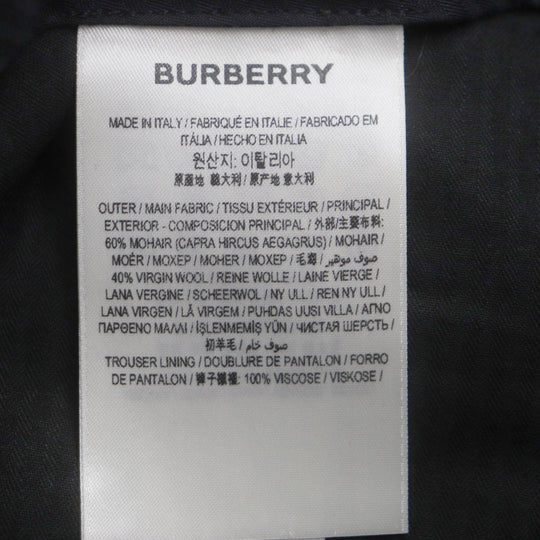 BURBERRY
MADE IN ITALY / FABRIQUÉ EN ITALIE / FABRICADO EM
ITÁLIA / HECHO EN ITALIA
원산지: 이탈리아
原產地 義大利 / 原产地 意大利
OUTER / MAIN FABRIC / TISSU EXTÉRIEUR / PRINCIPAL /
EXTERIOR - COMPOSICION PRINCIPAL / 外部/主要布料:
60% MOHAIR (CAPRA HIRCUS AEGAGRUS) / MOHAIR /
MOÈR / МОХЕР / MOHER / МОХЕР / 毛海 / صوف موهير /
40% VIRGIN WOOL / REINE WOLLE / LAINE VIERGE /
LANA VERGINE / SCHEERWOL / NY ULL / REN NY ULL /
LANA VIRGEN / LÃ VIRGEM / PUHDAS UUSI VILLA / ΑΓΝΟ
ΠΑΡΘΕΝΟ ΜΑΛΛΙ / İŞLENMEMİŞ YÜN / ЧИСТАЯ ШЕРСТЬ /
初羊毛 / صوف خام /
TROUSER LINING / DOUBLURE DE PANTALON / FORRO
DE PANTALON / 褲子襯裡: 100% VISCOSE / VISKOSE /